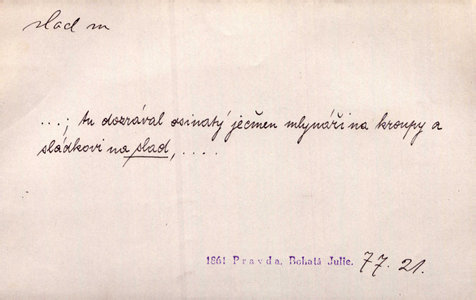 slad m
...; tu dozrával osinatý ječmen mlynáři na kroupy a
sládkovi na slad, ....
1861 Pravda, Bohatá Julie. 77. 21.